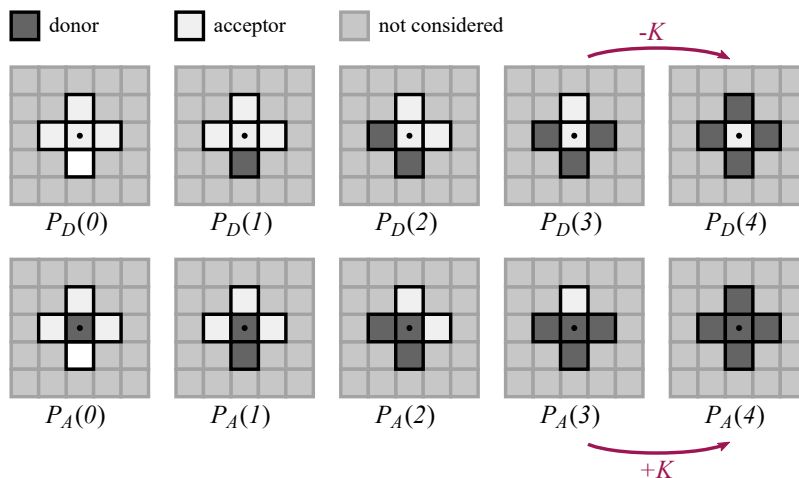 donor acceptor not considered
-K
P_D(0) P_D(1) P_D(2) P_D(3) P_D(4)
P_A(0) P_A(1) P_A(2) P_A(3) P_A(4)
+K